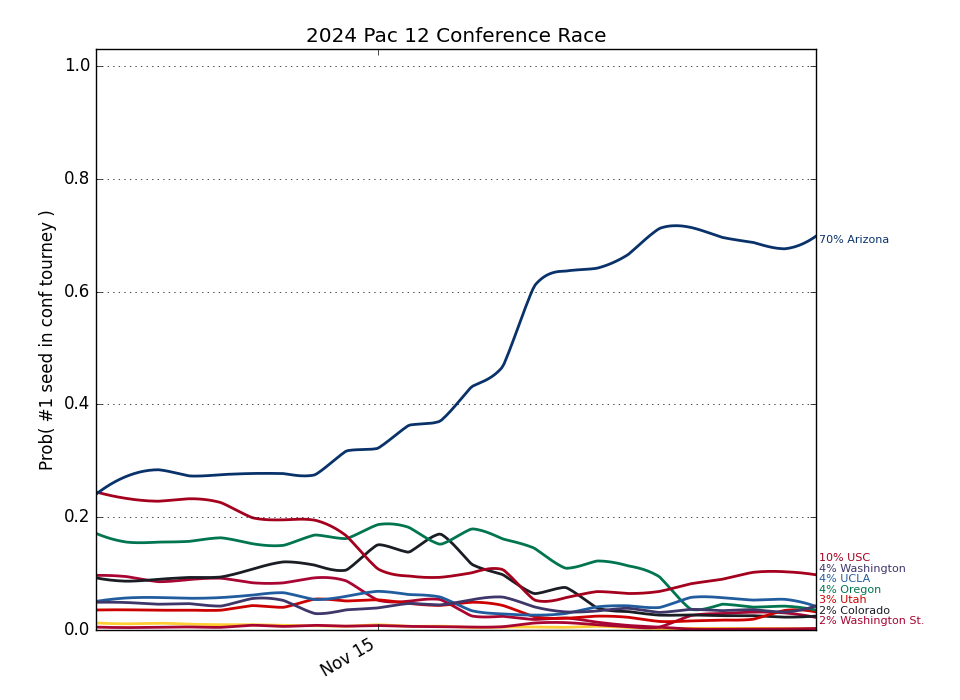 2024 Pac 12 Conference Race
Prob( #1 seed in conf tourney )
1.0
0.8
0.6
0.4
0.2
0.0
Nov 15
70% Arizona
10% USC
4% Washington
4% UCLA
4% Oregon
3% Utah
2% Colorado
2% Washington St.